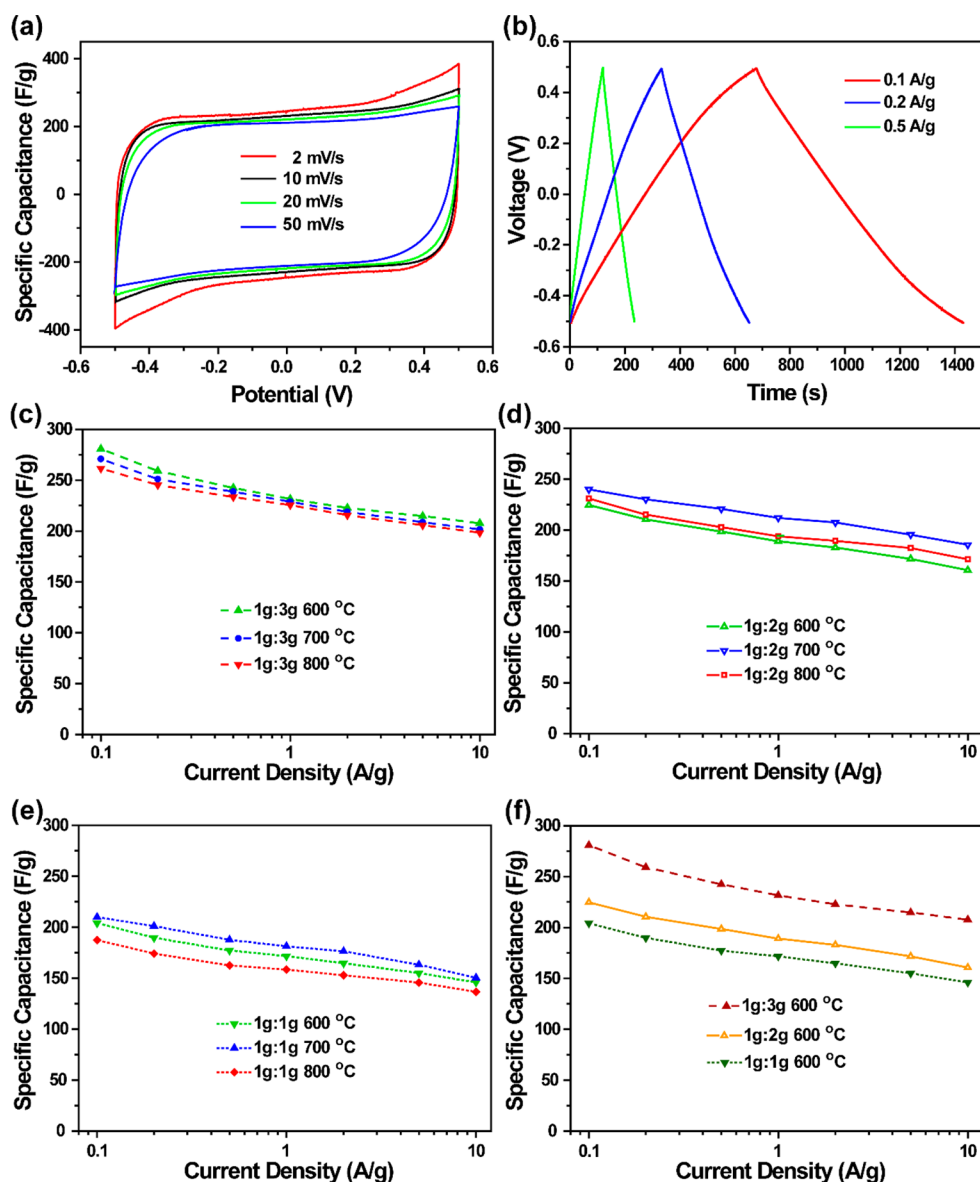 (a)
Specific Capacitance (F/g)
400
200
0
-200
-400
2 mV/s
10 mV/s
20 mV/s
50 mV/s
-0.6 -0.4 -0.2 0.0 0.2 0.4 0.6
Potential (V)
(b)
Voltage (V)
0.6
0.4
0.2
0.0
-0.2
-0.4
-0.6
0.1 A/g
0.2 A/g
0.5 A/g
0 200 400 600 800 1000 1200 1400
Time (s)
(c)
Specific Capacitance (F/g)
300
250
200
150
100
50
0
1g:3g 600 °C
1g:3g 700 °C
1g:3g 800 °C
0.1 1 10
Current Density (A/g)
(d)
Specific Capacitance (F/g)
300
250
200
150
100
50
0
1g:2g 600 °C
1g:2g 700 °C
1g:2g 800 °C
0.1 1 10
Current Density (A/g)
(e)
Specific Capacitance (F/g)
300
250
200
150
100
50
0
1g:1g 600 °C
1g:1g 700 °C
1g:1g 800 °C
0.1 1 10
Current Density (A/g)
(f)
Specific Capacitance (F/g)
300
250
200
150
100
50
0
1g:3g 600 °C
1g:2g 600 °C
1g:1g 600 °C
0.1 1 10
Current Density (A/g)